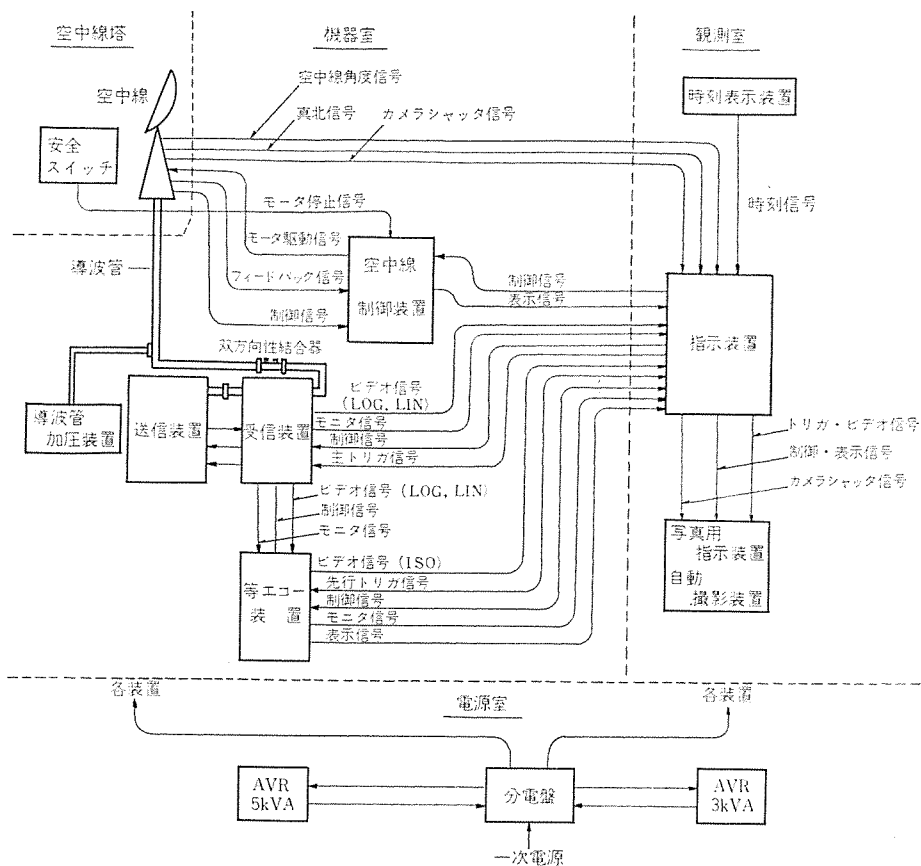 空中線塔
機器室
観測室
空中線角度信号
空中線
真北信号
カメラシャッタ信号
時刻表示装置
安全
スイッチ
モータ停止信号
時刻信号
モータ駆動信号
導波管
フィードバック信号
空中線
制御装置
制御信号
表示信号
制御信号
指示装置
双方向性結合器
ビデオ信号
(LOG, LIN)
導波管
加圧装置
送信装置
受信装置
モニタ信号
制御信号
主トリガ信号
トリガ・ビデオ信号
制御・表示信号
カメラシャッタ信号
ビデオ信号 (LOG, LIN)
制御信号
モニタ信号
写真用
指示装置
自動
撮影装置
等エコー
装置
ビデオ信号 (ISO)
先行トリガ信号
制御信号
モニタ信号
表示信号
各装置
電源室
各装置
AVR
5kVA
分電盤
AVR
3kVA
一次電源